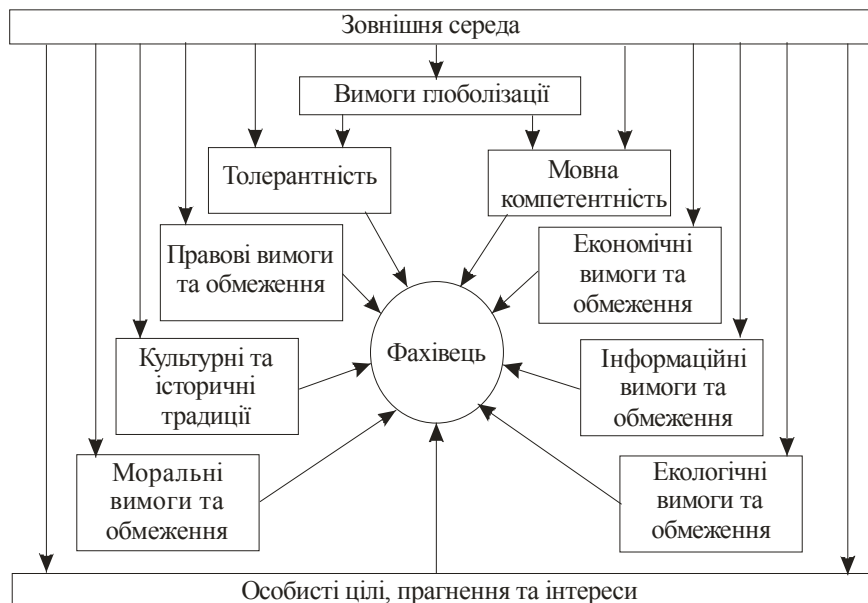 Зовнішня середа
Вимоги глоболізації
Толерантність
Мовна
компетентність
Правові вимоги
та обмеження
Економічні
вимоги та
обмеження
Фахівець
Культурні та
історичні
традиції
Інформаційні
вимоги та
обмеження
Моральні
вимоги та
обмеження
Екологічні
вимоги та
обмеження
Особисті цілі, прагнення та інтереси